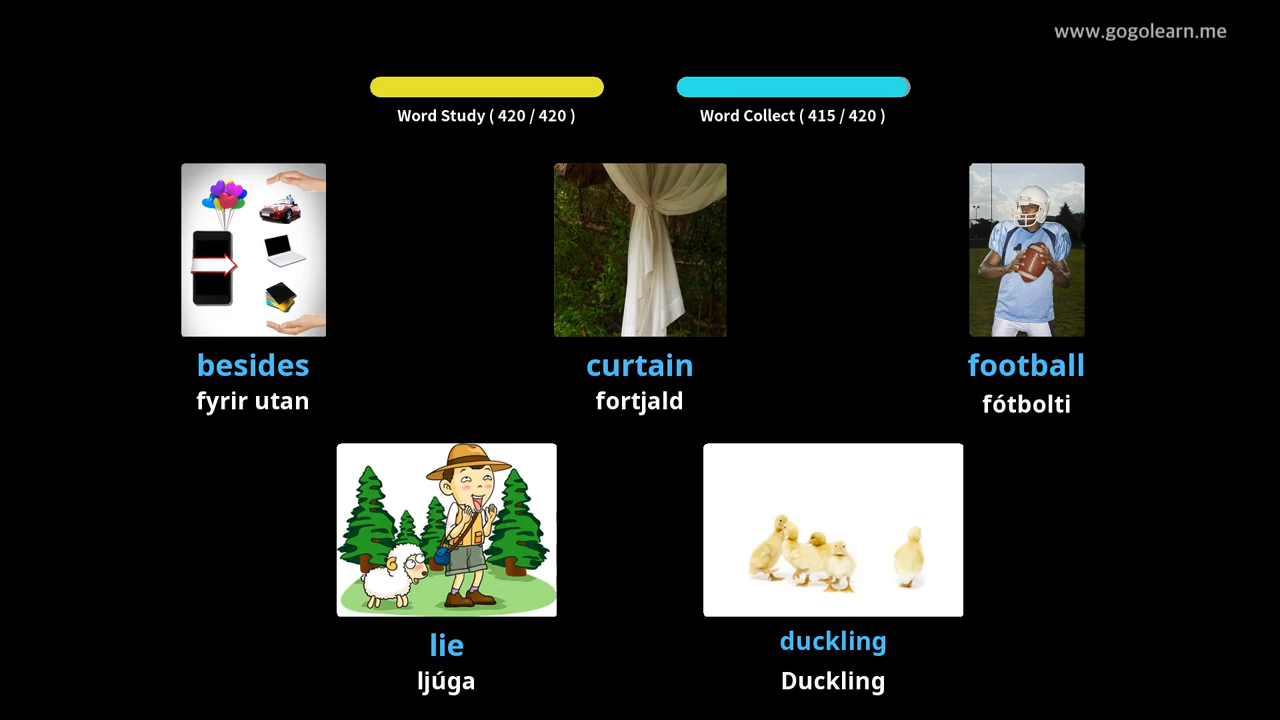 www.gogolearn.me
Word Study ( 420 / 420 )
Word Collect ( 415 / 420 )
besides
fyrir utan
curtain
fortjald
football
fótbolti
lie
ljúga
duckling
Duckling